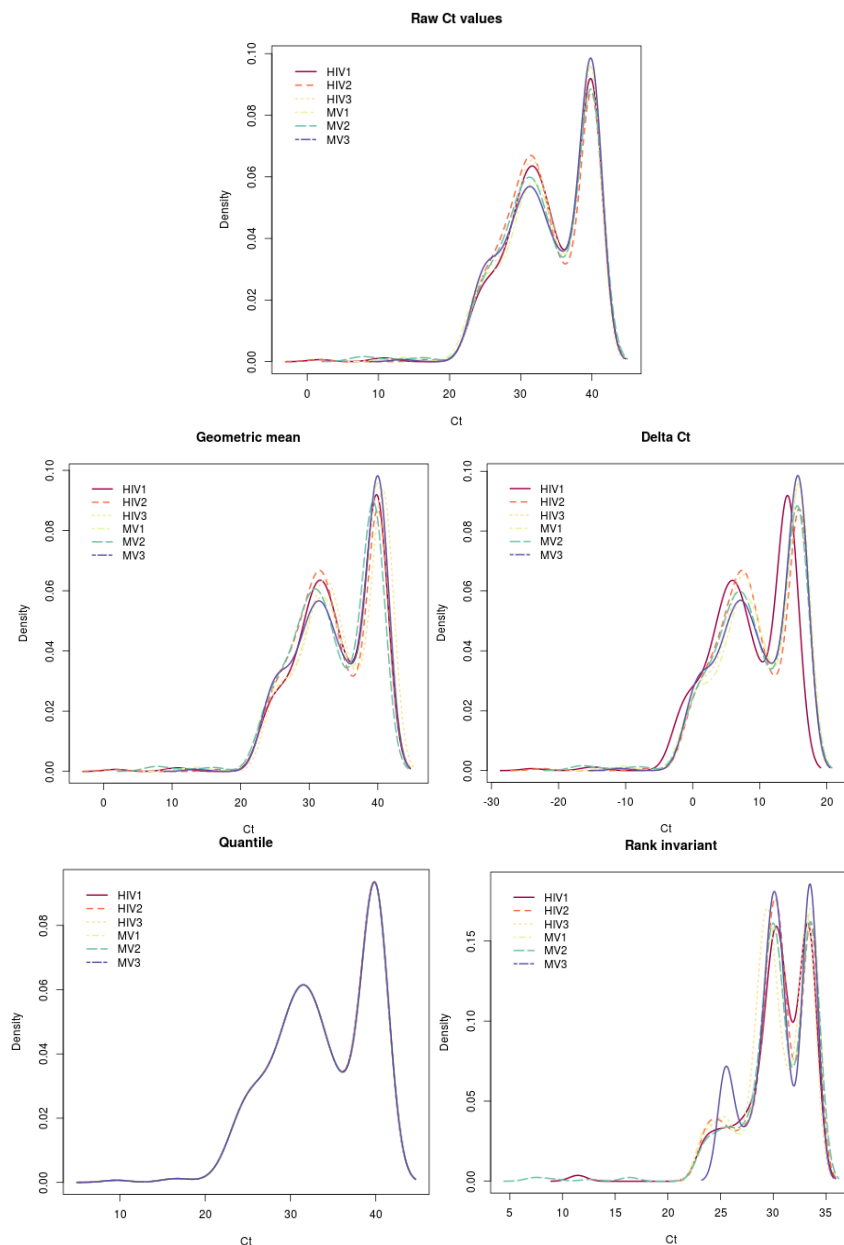 Raw Ct values
0.10
0.08
0.06
0.04
0.02
0.00
Density
HIV1
HIV2
HIV3
MV1
MV2
MV3
0 10 20 30 40
Ct
Geometric mean
0.10
0.08
0.06
0.04
0.02
0.00
Density
HIV1
HIV2
HIV3
MV1
MV2
MV3
0 10 20 30 40
Ct
Delta Ct
0.10
0.08
0.06
0.04
0.02
0.00
Density
HIV1
HIV2
HIV3
MV1
MV2
MV3
-30 -20 -10 0 10 20
Ct
Quantile
0.08
0.06
0.04
0.02
0.00
Density
HIV1
HIV2
HIV3
MV1
MV2
MV3
10 20 30 40
Ct
Rank invariant
0.15
0.10
0.05
0.00
Density
HIV1
HIV2
HIV3
MV1
MV2
MV3
5 10 15 20 25 30 35
Ct